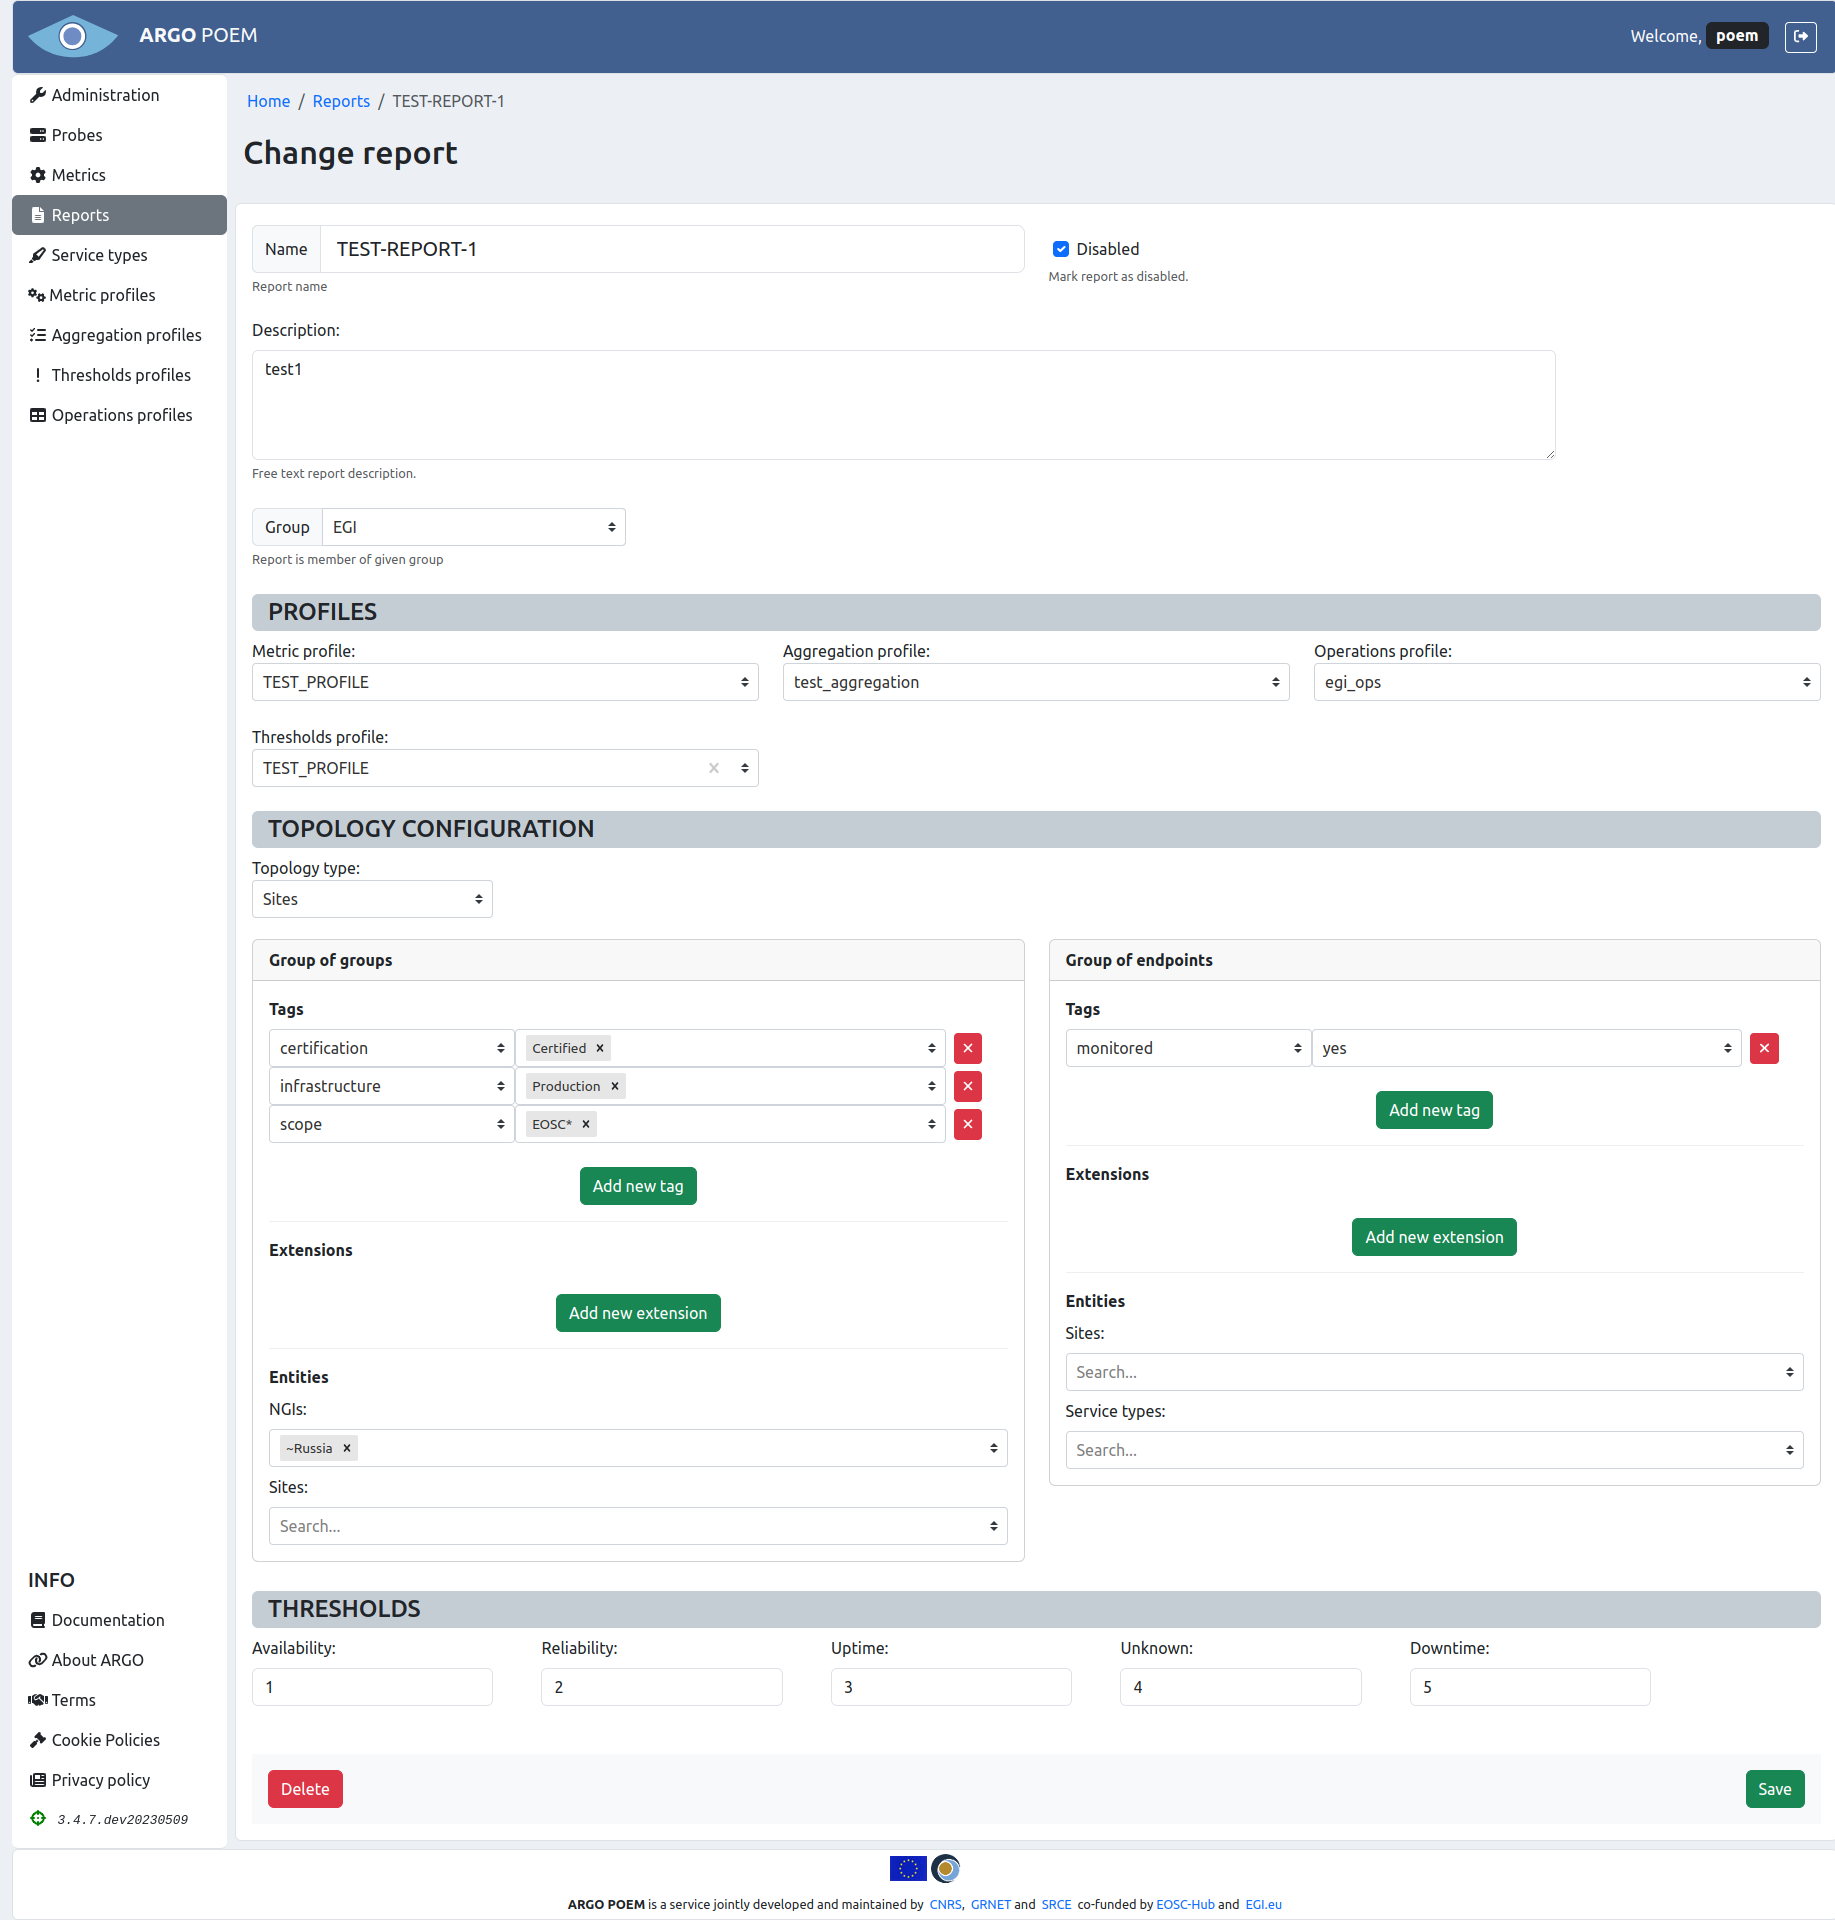 ARGO POEM
Welcome, poem
Administration
Probes
Metrics
Reports
Service types
Metric profiles
Aggregation profiles
Thresholds profiles
Operations profiles
INFO
Documentation
About ARGO
Terms
Cookie Policies
Privacy policy
3.4.7.dev20230509
Home / Reports / TEST-REPORT-1
Change report
Name TEST-REPORT-1
Report name
Disabled
Mark report as disabled.
Description:
test1
Free text report description.
Group EGI
Report is member of given group
PROFILES
Metric profile:
TEST_PROFILE
Aggregation profile:
test_aggregation
Operations profile:
egi_ops
Thresholds profile:
TEST_PROFILE
TOPOLOGY CONFIGURATION
Topology type:
Sites
Group of groups
Tags
certification Certified ×
infrastructure Production ×
scope EOSC* ×
Add new tag
Extensions
Add new extension
Entities
NGIs:
~Russia ×
Sites:
Search...
Group of endpoints
Tags
monitored yes
Add new tag
Extensions
Add new extension
Entities
Sites:
Search...
Service types:
Search...
THRESHOLDS
Availability: Reliability: Uptime: Unknown: Downtime:
1 2 3 4 5
Delete Save
ARGO POEM is a service jointly developed and maintained by CNRS, GRNET and SRCE co-funded by EOSC-Hub and EGI.eu